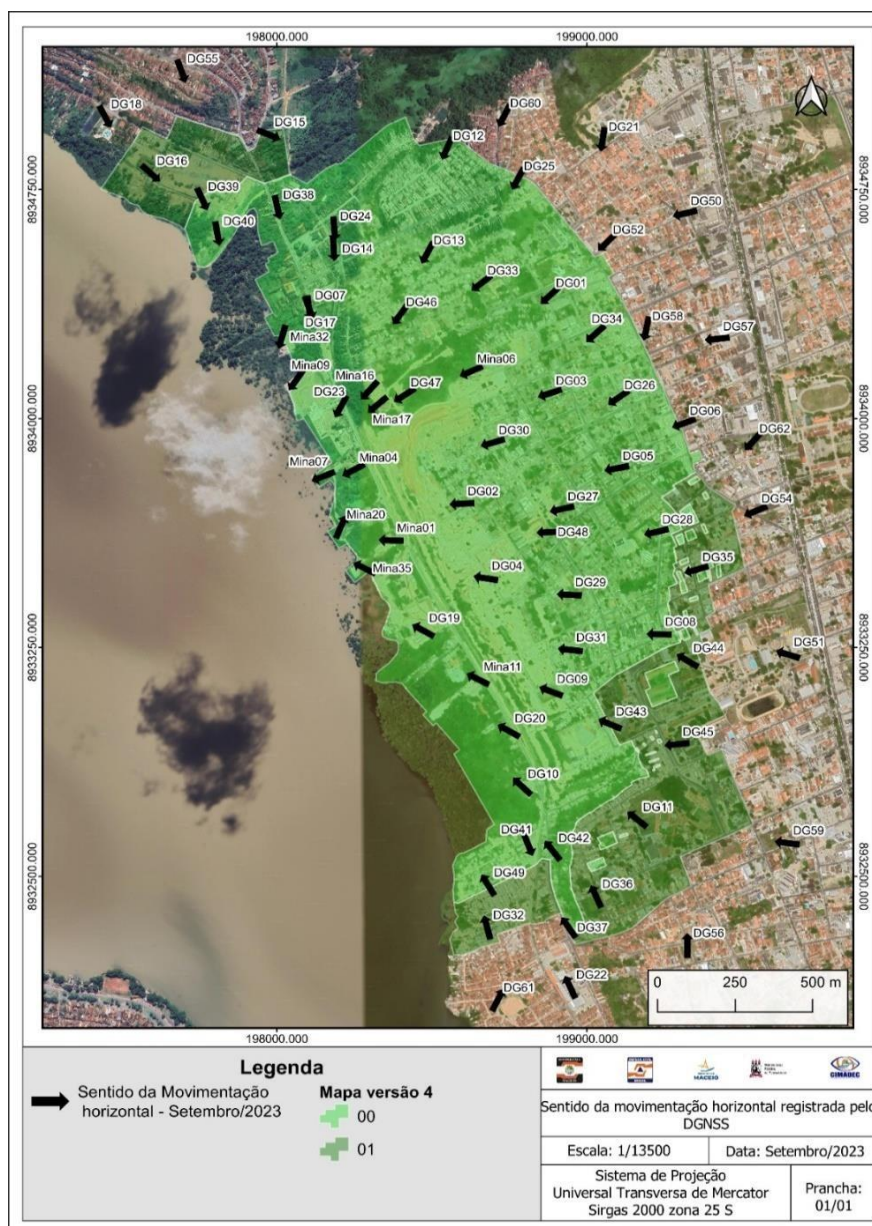 198000.000
199000.000
DG55
DG18
DG15
DG60
DG21
DG12
DG16
DG25
8934750.000
8934750.000
DG39
DG38
DG50
DG40
DG24
DG52
DG14
DG13
DG33
DG01
DG07
DG46
DG34
DG58
DG57
DG17
Mina32
Mina09
Mina16
Mina06
DG23
DG47
DG03
DG26
Mina17
8934000.000
8934000.000
DG06
DG30
DG62
Mina07
Mina04
DG05
DG02
DG27
DG54
Mina20
Mina01
DG48
DG28
Mina35
DG04
DG35
DG29
DG19
DG08
DG31
DG44
DG51
8933250.000
8933250.000
Mina11
DG09
DG20
DG43
DG45
DG10
DG11
DG41
DG42
DG59
DG49
DG36
8932500.000
8932500.000
DG32
DG37
DG56
DG61
DG22
0 250 500 m
198000.000
199000.000
Legenda
Sentido da Movimentação
horizontal - Setembro/2023
Mapa versão 4
00
01
MACEIÓ
CIMADEC
Sentido da movimentação horizontal registrada pelo
DGNSS
Escala: 1/13500
Data: Setembro/2023
Sistema de Projeção
Universal Transversa de Mercator
Sirgas 2000 zona 25 S
Prancha:
01/01